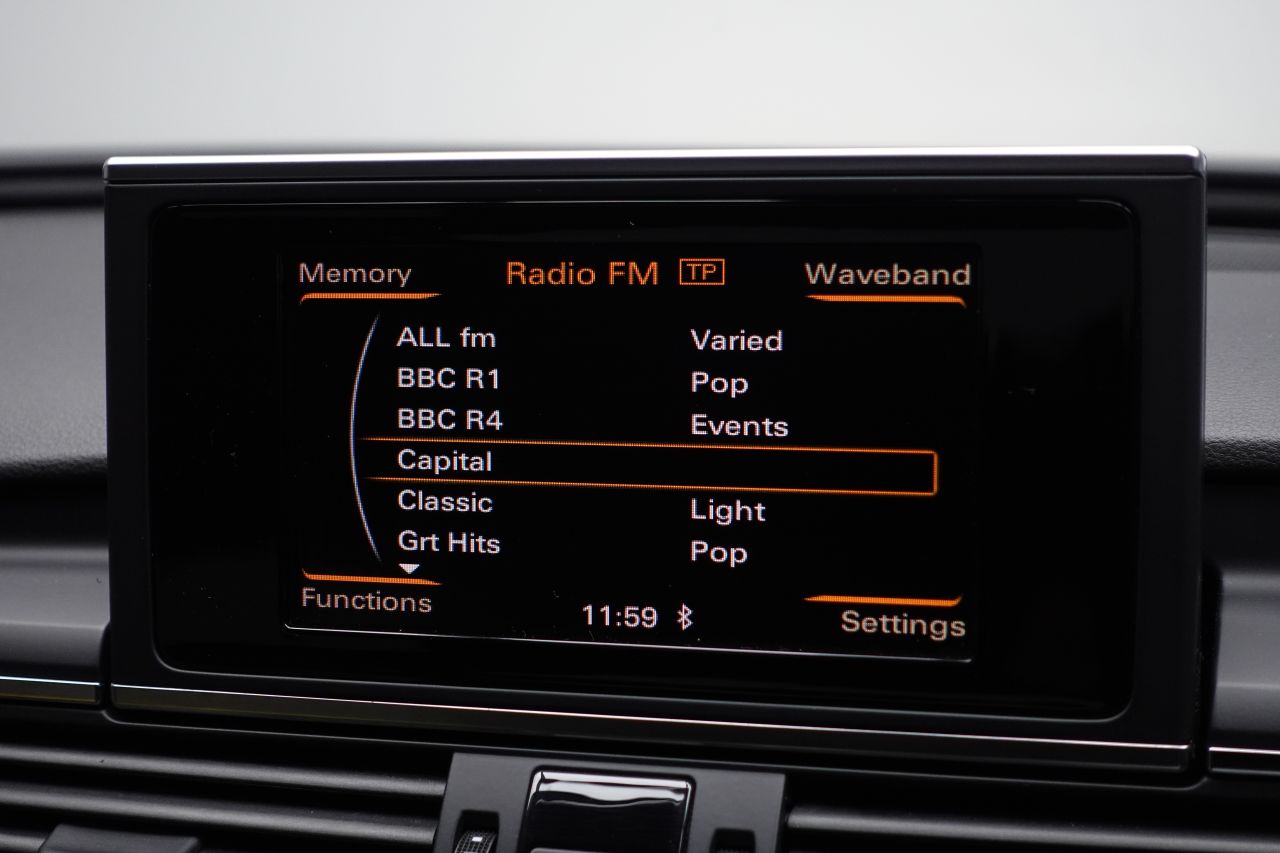 Memory Radio FM TP Waveband
ALL fm Varied
BBC R1 Pop
BBC R4 Events
Capital
Classic Light
Grt Hits Pop
Functions 11:59 Settings